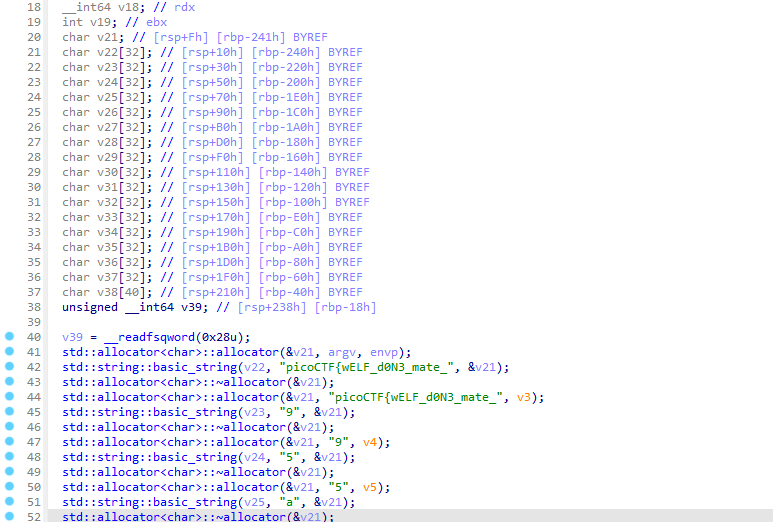 18 __int64 v18; // rdx
19 int v19; // ebx
20 char v21; // [rsp+Fh] [rbp-241h] BYREF
21 char v22[32]; // [rsp+10h] [rbp-240h] BYREF
22 char v23[32]; // [rsp+30h] [rbp-220h] BYREF
23 char v24[32]; // [rsp+50h] [rbp-200h] BYREF
24 char v25[32]; // [rsp+70h] [rbp-1E0h] BYREF
25 char v26[32]; // [rsp+90h] [rbp-1C0h] BYREF
26 char v27[32]; // [rsp+B0h] [rbp-1A0h] BYREF
27 char v28[32]; // [rsp+D0h] [rbp-180h] BYREF
28 char v29[32]; // [rsp+F0h] [rbp-160h] BYREF
29 char v30[32]; // [rsp+110h] [rbp-140h] BYREF
30 char v31[32]; // [rsp+130h] [rbp-120h] BYREF
31 char v32[32]; // [rsp+150h] [rbp-100h] BYREF
32 char v33[32]; // [rsp+170h] [rbp-E0h] BYREF
33 char v34[32]; // [rsp+190h] [rbp-C0h] BYREF
34 char v35[32]; // [rsp+1B0h] [rbp-A0h] BYREF
35 char v36[32]; // [rsp+1D0h] [rbp-80h] BYREF
36 char v37[32]; // [rsp+1F0h] [rbp-60h] BYREF
37 char v38[40]; // [rsp+210h] [rbp-40h] BYREF
38 unsigned __int64 v39; // [rsp+238h] [rbp-18h]
39
40 v39 = __readfsqword(0x28u);
41 std::allocator<char>::allocator(&v21, argv, envp);
42 std::string::basic_string(v22, "picoCTF{wELF_d0N3_mate_", &v21);
43 std::allocator<char>::~allocator(&v21);
44 std::allocator<char>::allocator(&v21, "picoCTF{wELF_d0N3_mate_", v3);
45 std::string::basic_string(v23, "9", &v21);
46 std::allocator<char>::~allocator(&v21);
47 std::allocator<char>::allocator(&v21, "9", v4);
48 std::string::basic_string(v24, "5", &v21);
49 std::allocator<char>::~allocator(&v21);
50 std::allocator<char>::allocator(&v21, "5", v5);
51 std::string::basic_string(v25, "a", &v21);
52 std::allocator<char>::~allocator(&v21);